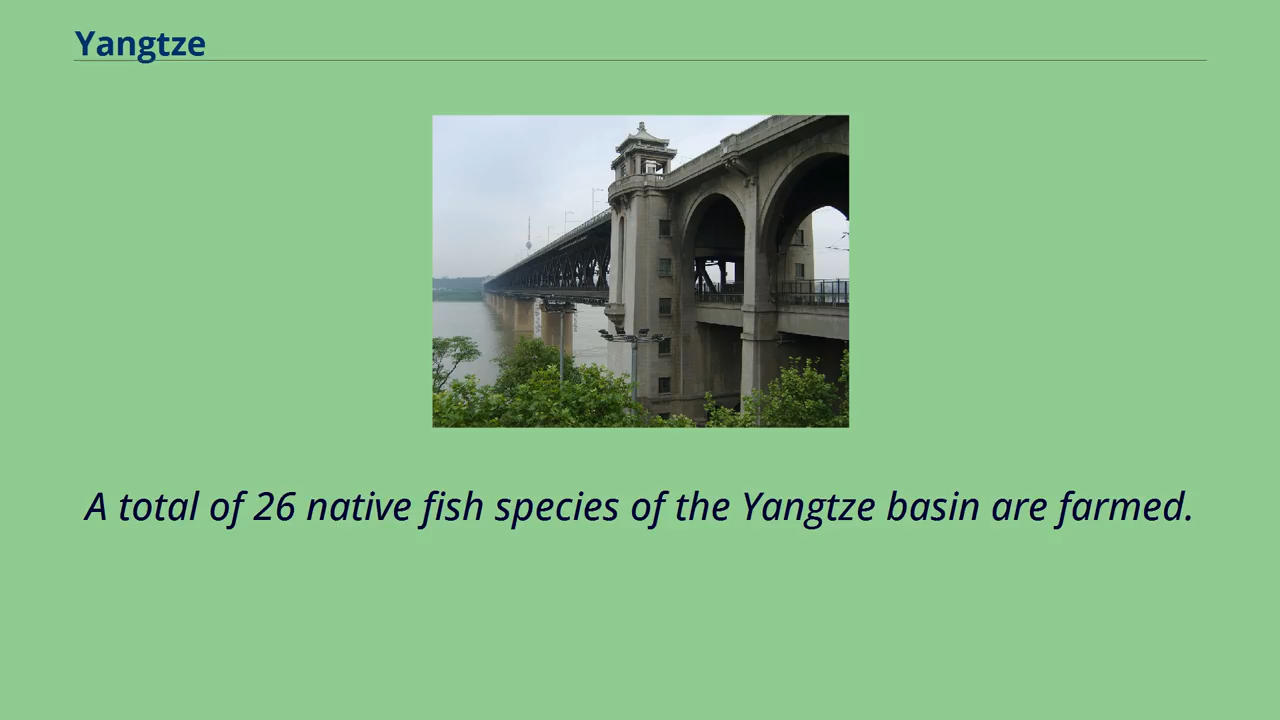 Yangtze
A total of 26 native fish species of the Yangtze basin are farmed.